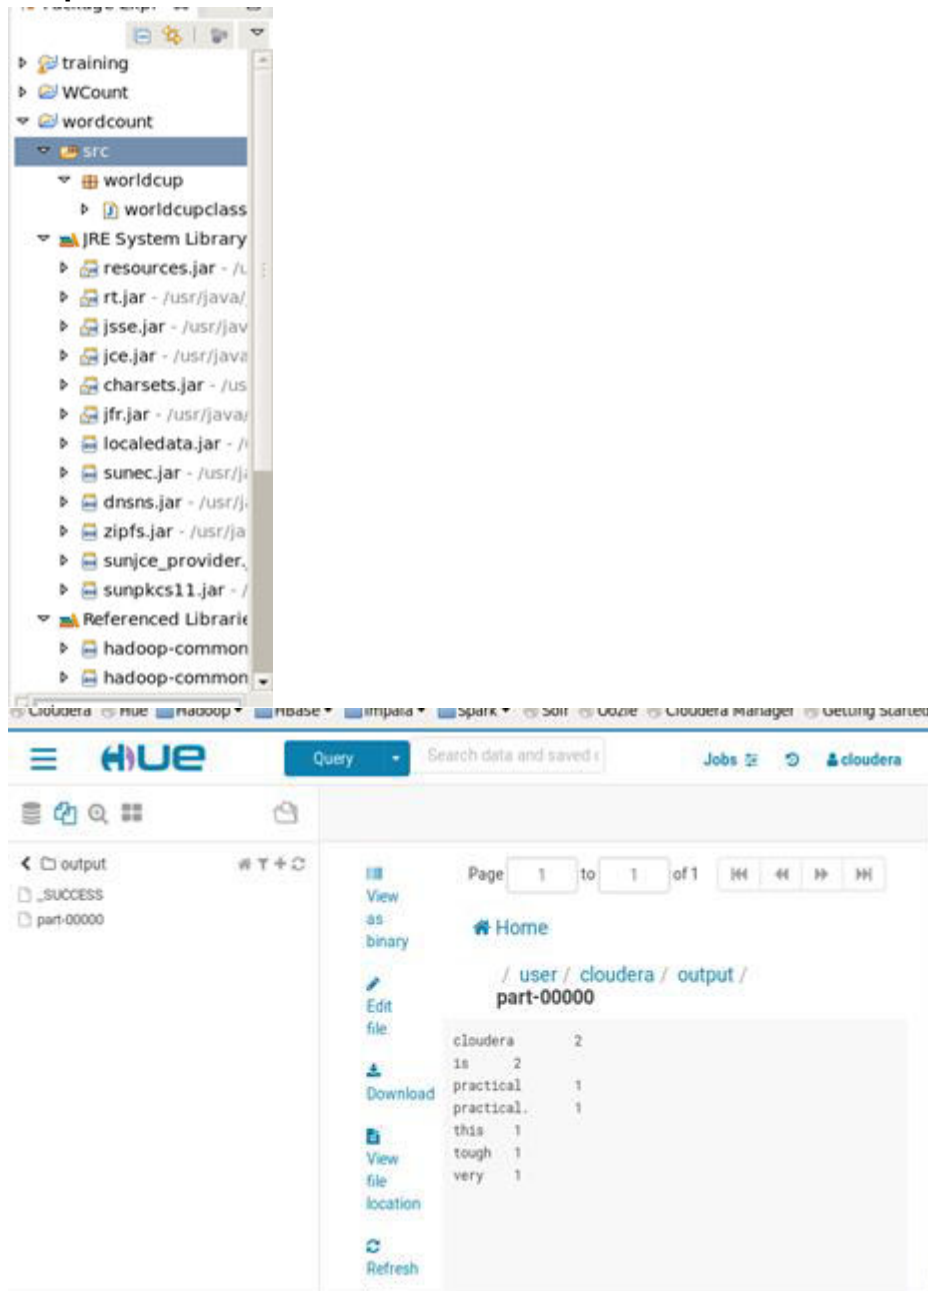 Package Expl
training
WCount
wordcount
src
worldcup
worldcupclass
JRE System Library
resources.jar - /u
rt.jar - /usr/java/
jsse.jar - /usr/jav
jce.jar - /usr/java
charsets.jar - /us
jfr.jar - /usr/java/
localedata.jar - /
sunec.jar - /usr/ja
dnsns.jar - /usr/j
zipfs.jar - /usr/ja
sunjce_provider.
sunpkcs11.jar - /
Referenced Librarie
hadoop-common
hadoop-common
Cloudera Hue Hadoop HBase Impala Spark Solr Oozie Cloudera Manager Getting Started
HUE Query Search data and saved Jobs cloudera
output
_SUCCESS
part-00000
View
as
binary
Edit
file
Download
View
file
location
Refresh
Page 1 to 1 of 1
Home
/ user / cloudera / output /
part-00000
cloudera 2
is 2
practical 1
practical. 1
this 1
tough 1
very 1